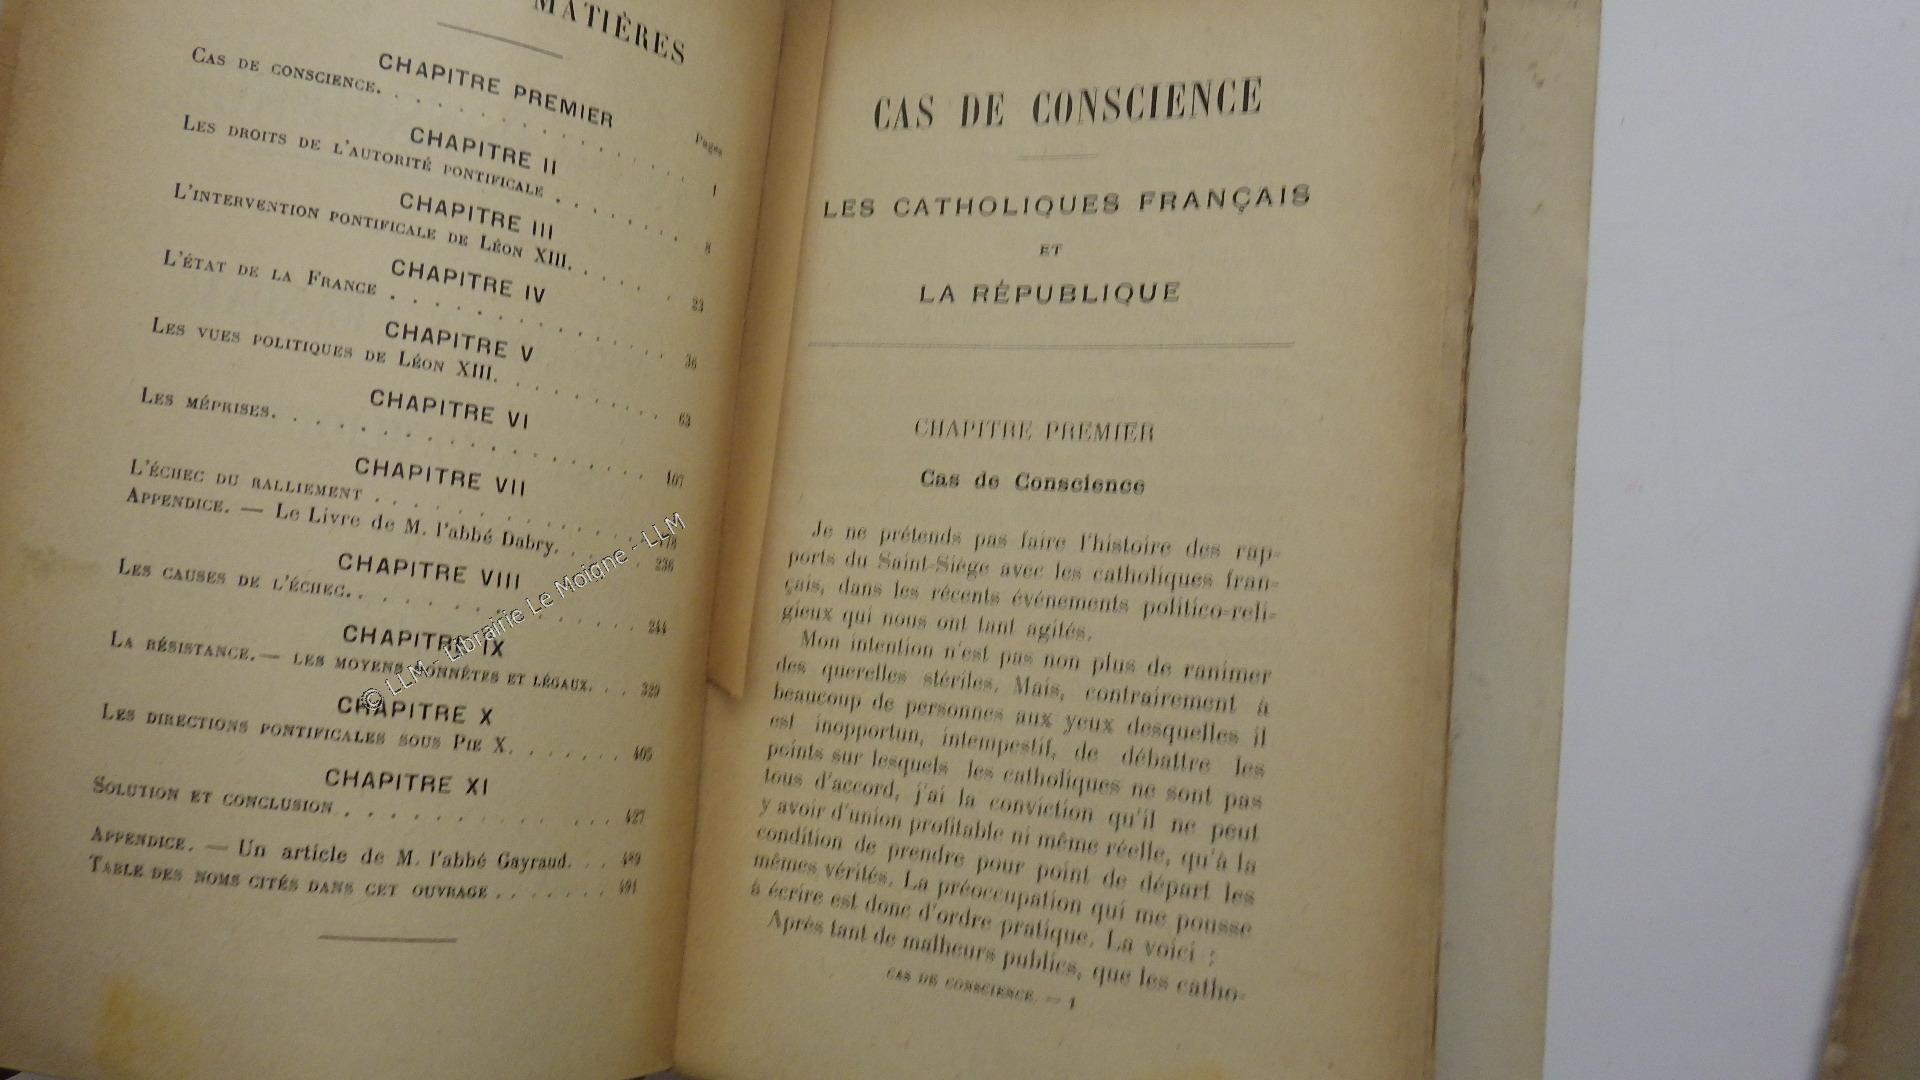 MATIÈRES
Pages
CHAPITRE PREMIER
CAS DE CONSCIENCE. . . . . . . . . . . . . . . 1
CHAPITRE II
LES DROITS DE L'AUTORITÉ PONTIFICALE . . . . . . . 8
CHAPITRE III
L'INTERVENTION PONTIFICALE DE LÉON XIII. . . . . . 23
CHAPITRE IV
L'ÉTAT DE LA FRANCE . . . . . . . . . . . . . 36
CHAPITRE V
LES VUES POLITIQUES DE LÉON XIII. . . . . . . . . 63
CHAPITRE VI
LES MÉPRISES. . . . . . . . . . . . . . . . . 107
CHAPITRE VII
L'ÉCHEC DU RALLIEMENT . . . . . . . . . . . .
APPENDICE. — Le Livre de M. l'abbé Dabry. . . . . 236
CHAPITRE VIII
LES CAUSES DE L'ÉCHEC. . . . . . . . . . . . . 244
CHAPITRE IX
LA RÉSISTANCE. — LES MOYENS HONNÊTES ET LÉGAUX. . . 329
CHAPITRE X
LES DIRECTIONS PONTIFICALES SOUS PIE X. . . . . . . 405
CHAPITRE XI
SOLUTION ET CONCLUSION . . . . . . . . . . . . . 427
APPENDICE. — Un article de M. l'abbé Gayraud. . . 489
TABLE DES NOMS CITÉS DANS CET OUVRAGE . . . . . . . 491
© LLM - Librairie Le Moigne - LLM
CAS DE CONSCIENCE
LES CATHOLIQUES FRANÇAIS
ET
LA RÉPUBLIQUE
CHAPITRE PREMIER
Cas de Conscience
Je ne prétends pas faire l'histoire des rap-
ports du Saint-Siège avec les catholiques fran-
çais, dans les récents événements politico-reli-
gieux qui nous ont tant agités.
Mon intention n'est pas non plus de ranimer
des querelles stériles. Mais, contrairement à
beaucoup de personnes aux yeux desquelles il
est inopportun, intempestif, de débattre les
points sur lesquels les catholiques ne sont pas
tous d'accord, j'ai la conviction qu'il ne peut
y avoir d'union profitable ni même réelle, qu'à la
condition de prendre pour point de départ les
mêmes vérités. La préoccupation qui me pousse
à écrire est donc d'ordre pratique. La voici :
Après tant de malheurs publics, que les catho-
CAS DE CONSCIENCE. — 1